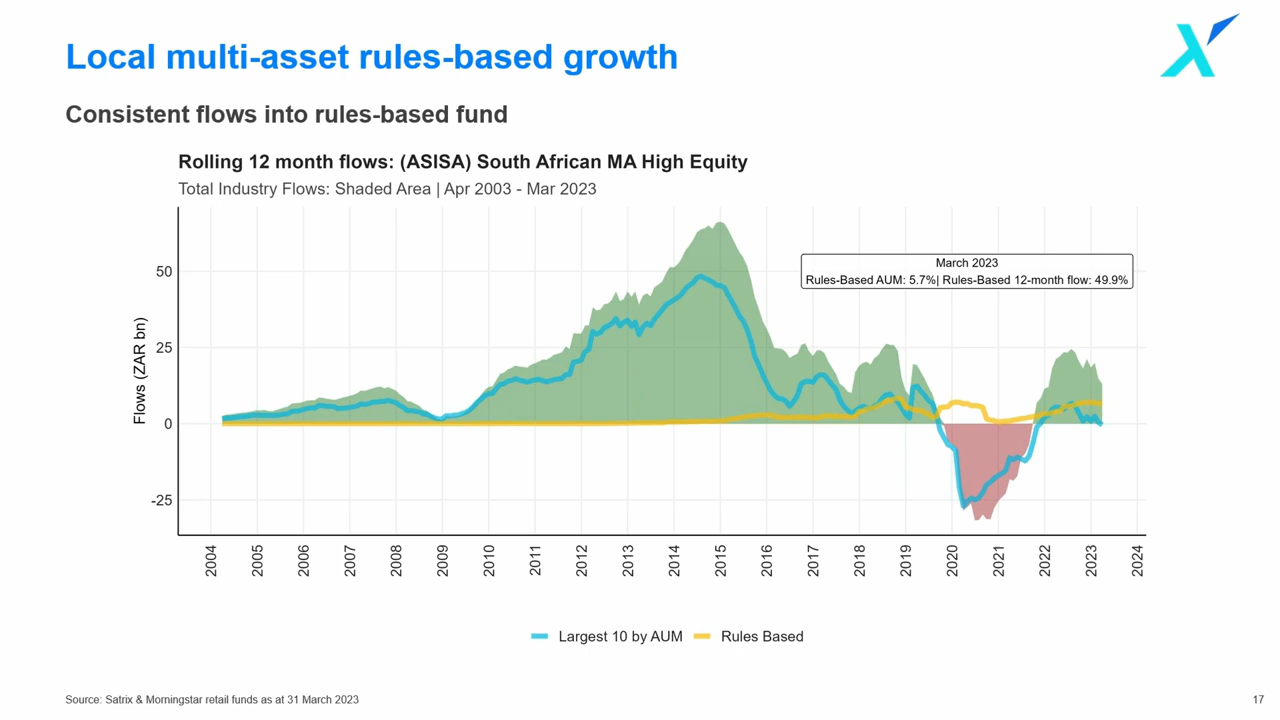 Local multi-asset rules-based growth
Consistent flows into rules-based fund
Rolling 12 month flows: (ASISA) South African MA High Equity
Total Industry Flows: Shaded Area | Apr 2003 - Mar 2023
March 2023
Rules-Based AUM: 5.7%| Rules-Based 12-month flow: 49.9%
Flows (ZAR bn)
50
25
0
-25
2004
2005
2006
2007
2008
2009
2010
2011
2012
2013
2014
2015
2016
2017
2018
2019
2020
2021
2022
2023
2024
Largest 10 by AUM
Rules Based
Source: Satrix & Morningstar retail funds as at 31 March 2023
17